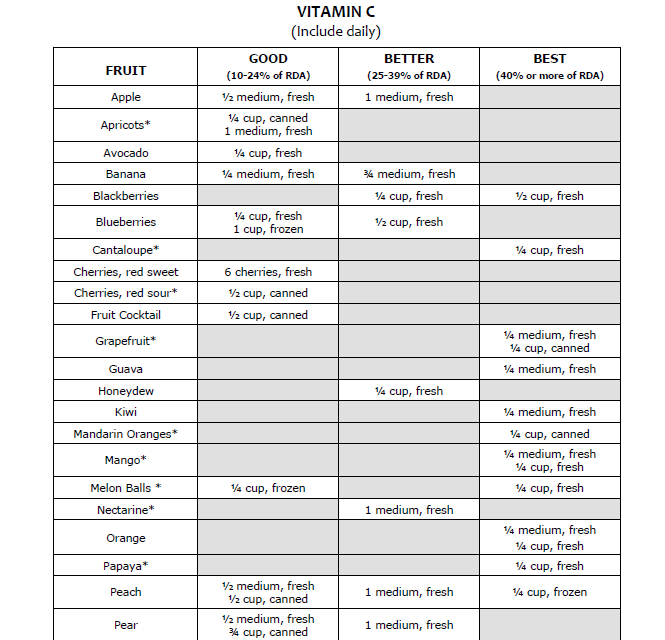 VITAMIN C
(Include daily)
FRUIT GOOD (10-24% of RDA) BETTER (25-39% of RDA) BEST (40% or more of RDA)
Apple ½ medium, fresh 1 medium, fresh
Apricots* ¼ cup, canned
1 medium, fresh
Avocado ¼ cup, fresh
Banana ¼ medium, fresh ¾ medium, fresh
Blackberries ¼ cup, fresh ½ cup, fresh
Blueberries ¼ cup, fresh
1 cup, frozen ½ cup, fresh
Cantaloupe* ¼ cup, fresh
Cherries, red sweet 6 cherries, fresh
Cherries, red sour* ½ cup, canned
Fruit Cocktail ½ cup, canned
Grapefruit* ¼ medium, fresh
¼ cup, canned
Guava ¼ medium, fresh
Honeydew ¼ cup, fresh
Kiwi ¼ medium, fresh
Mandarin Oranges* ¼ cup, canned
Mango* ¼ medium, fresh
¼ cup, fresh
Melon Balls * ¼ cup, frozen ¼ cup, fresh
Nectarine* 1 medium, fresh
Orange ¼ medium, fresh
¼ cup, fresh
Papaya* ¼ cup, fresh
Peach ½ medium, fresh
½ cup, canned 1 medium, fresh ¼ cup, frozen
Pear ½ medium, fresh
¾ cup, canned 1 medium, fresh